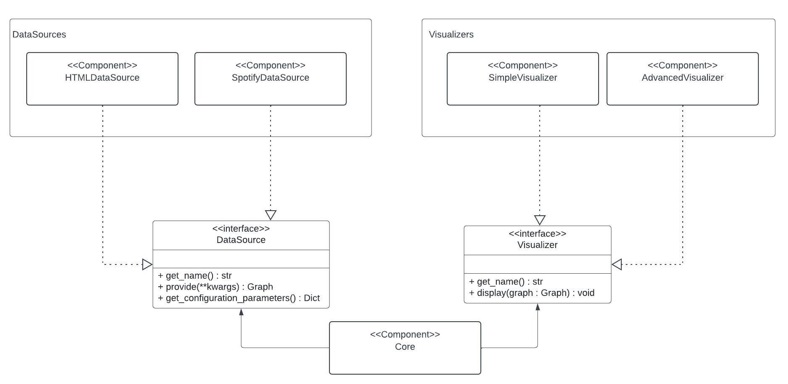 DataSources
<<Component>>
HTMLDataSource
<<Component>>
SpotifyDataSource
Visualizers
<<Component>>
SimpleVisualizer
<<Component>>
AdvancedVisualizer
<<interface>>
DataSource
+ get_name() : str
+ provide(**kwargs) : Graph
+ get_configuration_parameters() : Dict
<<interface>>
Visualizer
+ get_name() : str
+ display(graph : Graph) : void
<<Component>>
Core